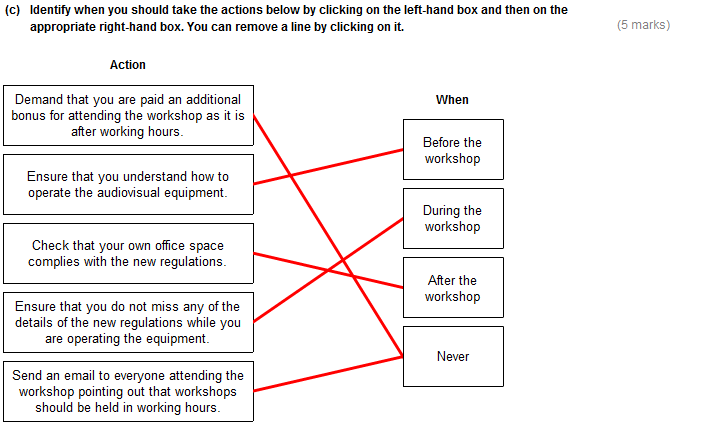 (c) Identify when you should take the actions below by clicking on the left-hand box and then on the
appropriate right-hand box. You can remove a line by clicking on it.
(5 marks)
Action
When
Demand that you are paid an additional
bonus for attending the workshop as it is
after working hours.
Ensure that you understand how to
operate the audiovisual equipment.
Check that your own office space
complies with the new regulations.
Ensure that you do not miss any of the
details of the new regulations while you
are operating the equipment.
Send an email to everyone attending the
workshop pointing out that workshops
should be held in working hours.
Before the
workshop
During the
workshop
After the
workshop
Never